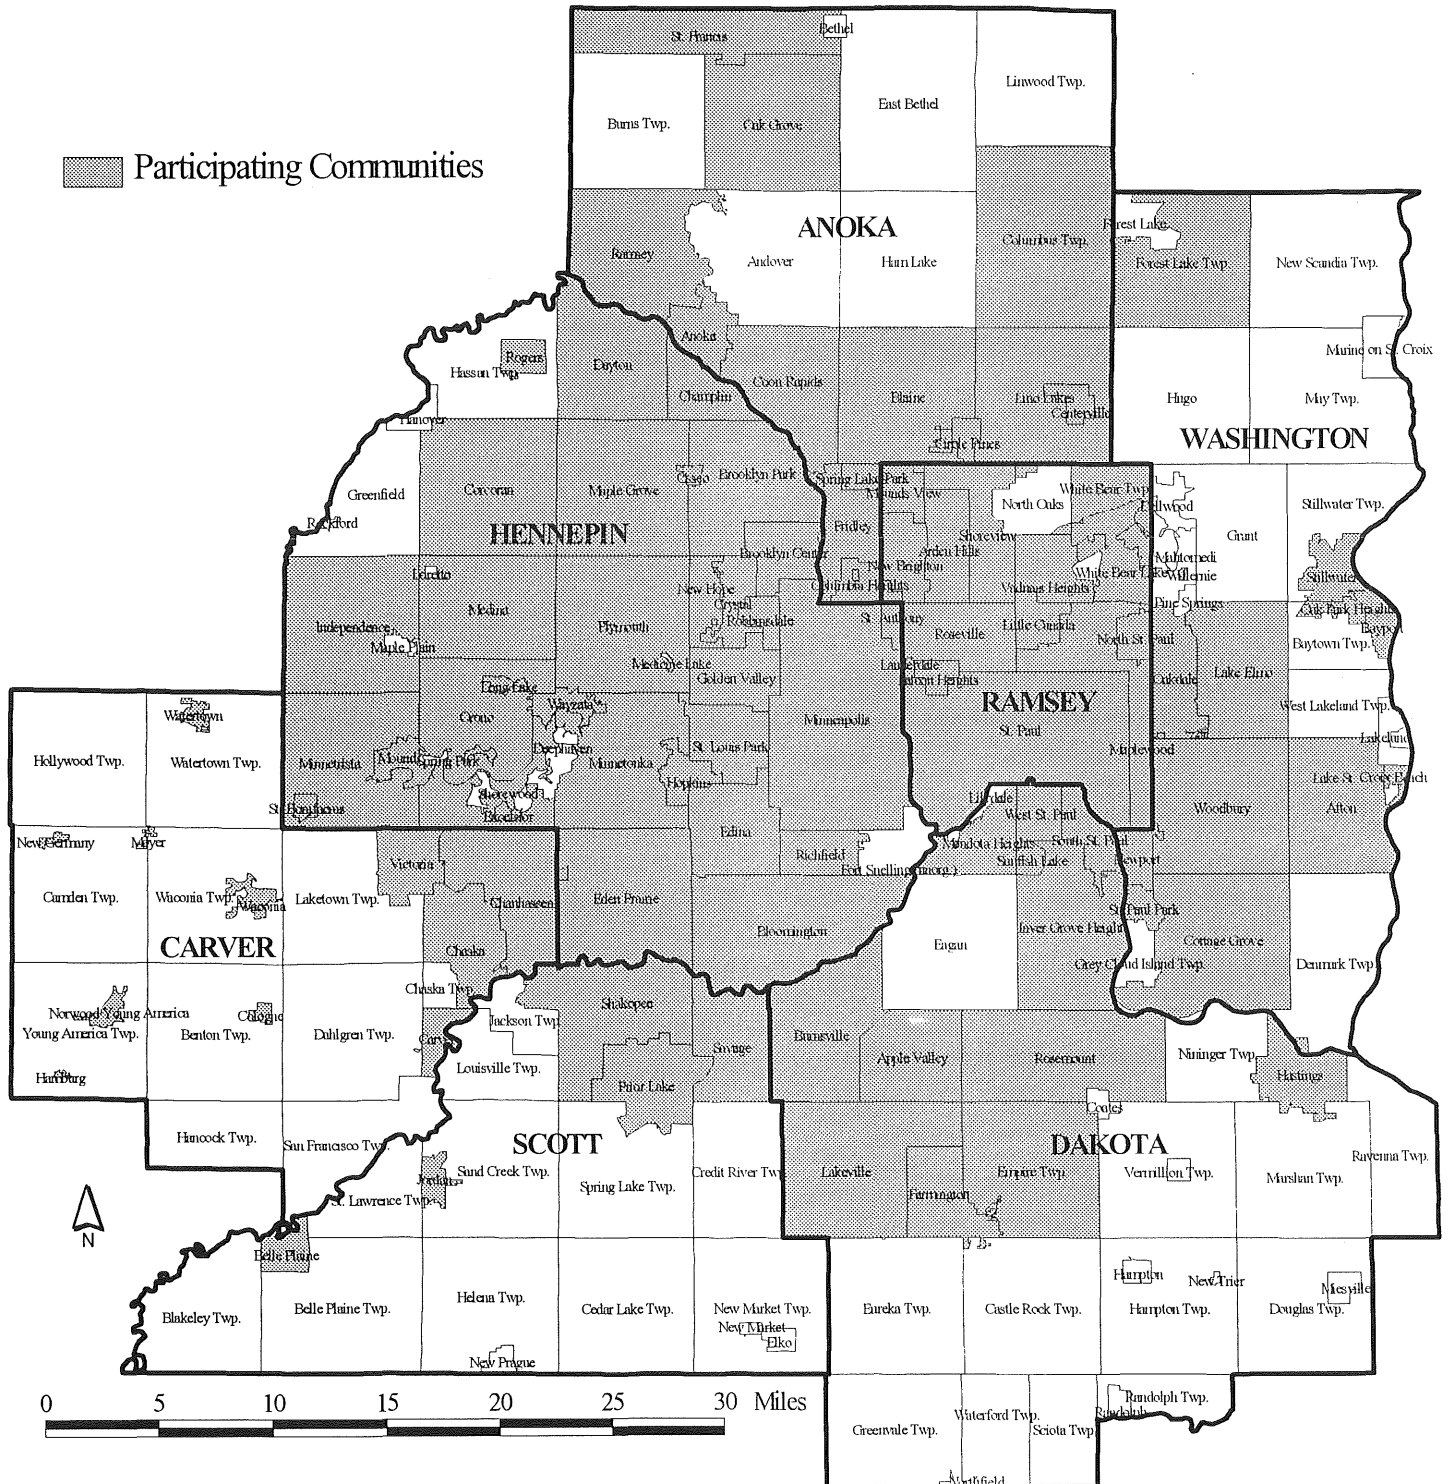 St. Francis
Bethel
Linwood Twp.
East Bethel
Burns Twp.
Oak Grove
Participating Communities
ANOKA
Forest Lake
Columbus Twp.
Ramsey
Andover
Ham Lake
Forest Lake Twp.
New Scandia Twp.
Anoka
Marine on St. Croix
Rogers
Hassan Twp.
Dayton
Coon Rapids
Champlin
Blaine
Lino Lakes
Centerville
Hugo
May Twp.
Hanover
WASHINGTON
Circle Pines
Brooklyn Park
Osseo
Spring Lake Park
Corcoran
Maple Grove
Greenfield
Mounds View
White Bear Twp.
North Oaks
Dellwood
Stillwater Twp.
Rockford
HENNEPIN
Fridley
Shoreview
Grant
Brooklyn Center
Arden Hills
Mahtomedi
New Brighton
White Bear Lake
Willernie
Loretto
Stillwater
New Hope
Columbia Heights
Vadnais Heights
Crystal
Pine Springs
Medina
Robbinsdale
St. Anthony
Oak Park Heights
Independence
Plymouth
Little Canada
Bayport
Roseville
North St. Paul
Maple Plain
Baytown Twp.
Medicine Lake
Lauderdale
Lake Elmo
Golden Valley
Falcon Heights
Oakdale
Long Lake
RAMSEY
Wayzata
West Lakeland Twp.
Watertown
Orono
Minneapolis
St. Paul
Lakeland
Deephaven
St. Louis Park
Maplewood
Hollywood Twp.
Watertown Twp.
Minnetrista
Mound
Spring Park
Minnetonka
Lake St. Croix Beach
Hopkins
Shorewood
Lilydale
St. Bonifacius
Excelsior
West St. Paul
Woodbury
Afton
Edina
New Germany
Mayer
Mendota Heights
South St. Paul
Richfield
Sunfish Lake
Newport
Victoria
Fort Snelling (unorg.)
Camden Twp.
Waconia Twp.
Laketown Twp.
Eden Prairie
Waconia
Chanhassen
St. Paul Park
Bloomington
Inver Grove Heights
CARVER
Eagan
Cottage Grove
Chaska
Grey Cloud Island Twp.
Denmark Twp.
Chaska Twp.
Shakopee
Norwood Young America
Cologne
Jackson Twp.
Young America Twp.
Benton Twp.
Dahlgren Twp.
Carver
Savage
Burnsville
Nininger Twp.
Apple Valley
Rosemount
Louisville Twp.
Hamburg
Prior Lake
Hastings
Coates
Hancock Twp.
San Francisco Twp.
SCOTT
DAKOTA
Ravenna Twp.
Jordan
Sand Creek Twp.
Credit River Twp.
Lakeville
Empire Twp.
Vermillion Twp.
Marshan Twp.
Spring Lake Twp.
St. Lawrence Twp.
Farmington
N
Belle Plaine
Hampton
New Trier
Miesville
Blakeley Twp.
Belle Plaine Twp.
Helena Twp.
Cedar Lake Twp.
New Market Twp.
Eureka Twp.
Castle Rock Twp.
Hampton Twp.
Douglas Twp.
New Market
Elko
New Prague
0 5 10 15 20 25 30 Miles
Randolph Twp.
Randolph
Waterford Twp.
Greenvale Twp.
Sciota Twp.
Northfield